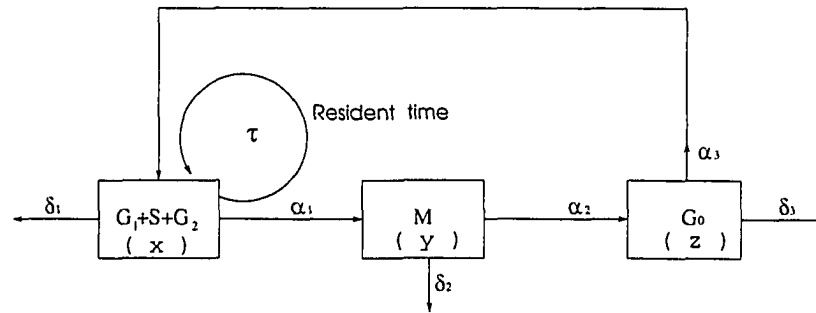 Resident time
τ
α₃
δ₁
G₁+S+G₂
( x )
α₁
M
( y )
α₂
G₀
( z )
δ₃
δ₂